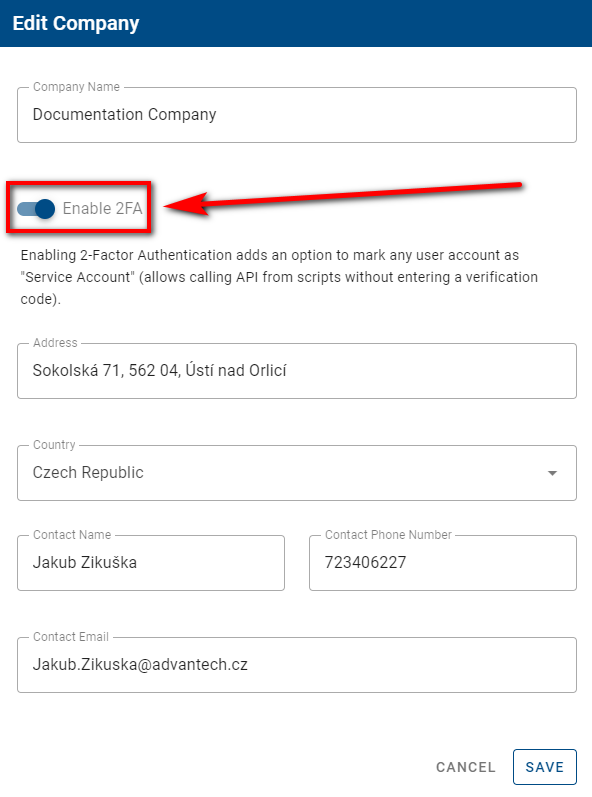 Edit Company
Company Name
Documentation Company
Enable 2FA
Enabling 2-Factor Authentication adds an option to mark any user account as
"Service Account" (allows calling API from scripts without entering a verification
code).
Address
Sokolská 71, 562 04, Ústí nad Orlicí
Country
Czech Republic
Contact Name
Jakub Zikuška
Contact Phone Number
723406227
Contact Email
Jakub.Zikuska@advantech.cz
CANCEL
SAVE